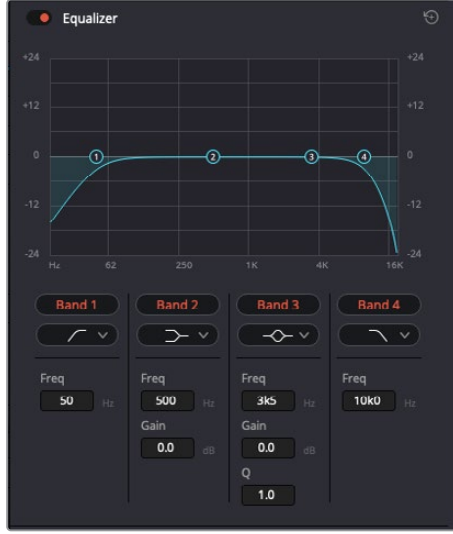 Equalizer
+24 +24
+12 +12
1 2 3 4
0 0
-12 -12
-24 -24
Hz 62 250 1K 4K 16K
Band 1 Band 2 Band 3 Band 4
Freq Freq Freq Freq
50 Hz 500 Hz 3k5 Hz 10k0 Hz
Gain Gain
0.0 dB 0.0 dB
Q
1.0